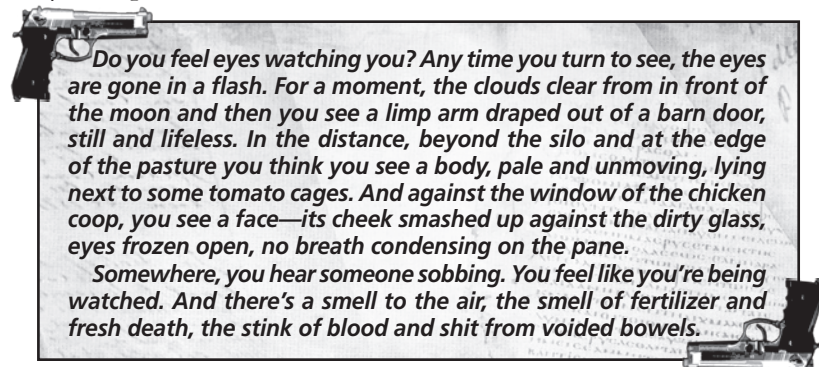 Do you feel eyes watching you? Any time you turn to see, the eyes
are gone in a flash. For a moment, the clouds clear from in front of
the moon and then you see a limp arm draped out of a barn door,
still and lifeless. In the distance, beyond the silo and at the edge
of the pasture you think you see a body, pale and unmoving, lying
next to some tomato cages. And against the window of the chicken
coop, you see a face—its cheek smashed up against the dirty glass,
eyes frozen open, no breath condensing on the pane.
Somewhere, you hear someone sobbing. You feel like you're being
watched. And there's a smell to the air, the smell of fertilizer and
fresh death, the stink of blood and shit from voided bowels.